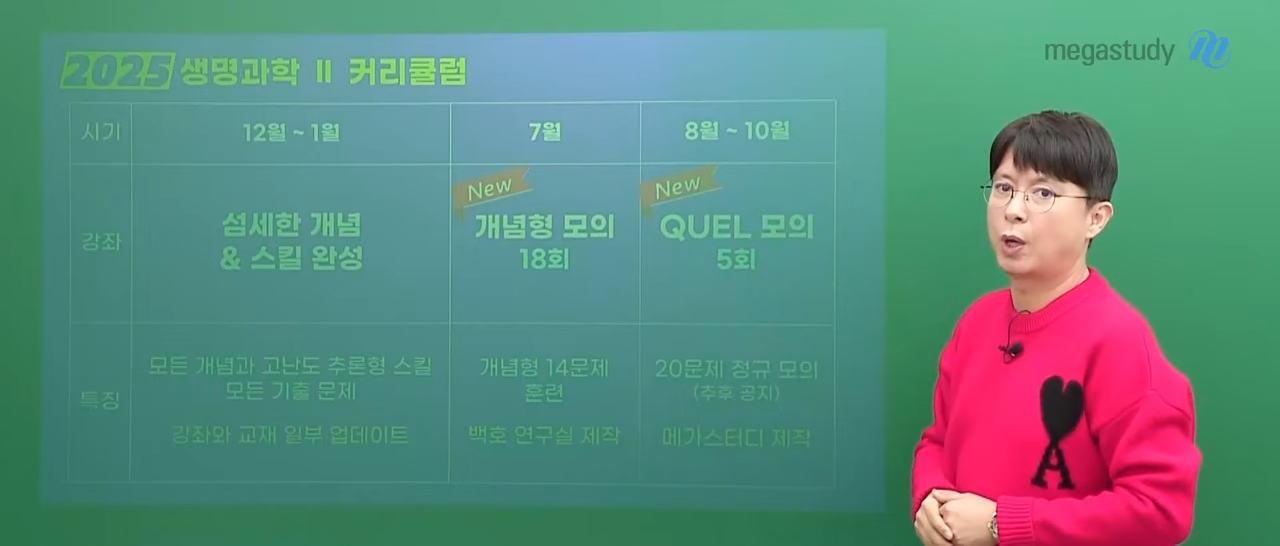 megastudy
2025 생명과학 II 커리큘럼
시기
12월 ~ 1월
7월
8월 ~ 10월
강좌
섬세한 개념
& 스킬 완성
New
개념형 모의
18회
New
QUEL 모의
5회
특징
모든 개념과 고난도 추론형 스킬
모든 기출 문제
강좌와 교재 일부 업데이트
개념형 14문제
훈련
백호 연구실 제작
20문제 정규 모의
(추후 공지)
메가스터디 제작
A